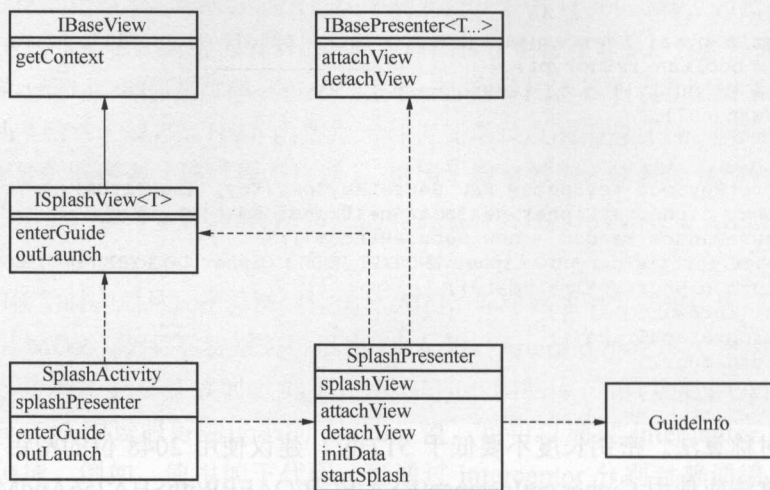 IBaseView
getContext
IBasePresenter<T...>
attachView
detachView
ISplashView<T>
enterGuide
outLaunch
SplashActivity
splashPresenter
enterGuide
outLaunch
SplashPresenter
splashView
attachView
detachView
initData
startSplash
GuideInfo